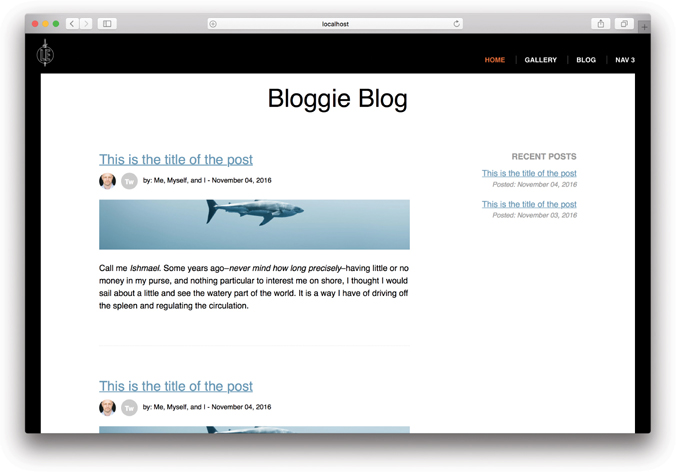 localhost
HOME
GALLERY
BLOG
NAV 3
Bloggie Blog
This is the title of the post
Tw
by: Me, Myself, and I - November 04, 2016
Call me Ishmael. Some years ago–never mind how long precisely–having little or no
money in my purse, and nothing particular to interest me on shore, I thought I would
sail about a little and see the watery part of the world. It is a way I have of driving off
the spleen and regulating the circulation.
This is the title of the post
Tw
by: Me, Myself, and I - November 04, 2016
RECENT POSTS
This is the title of the post
Posted: November 04, 2016
This is the title of the post
Posted: November 03, 2016